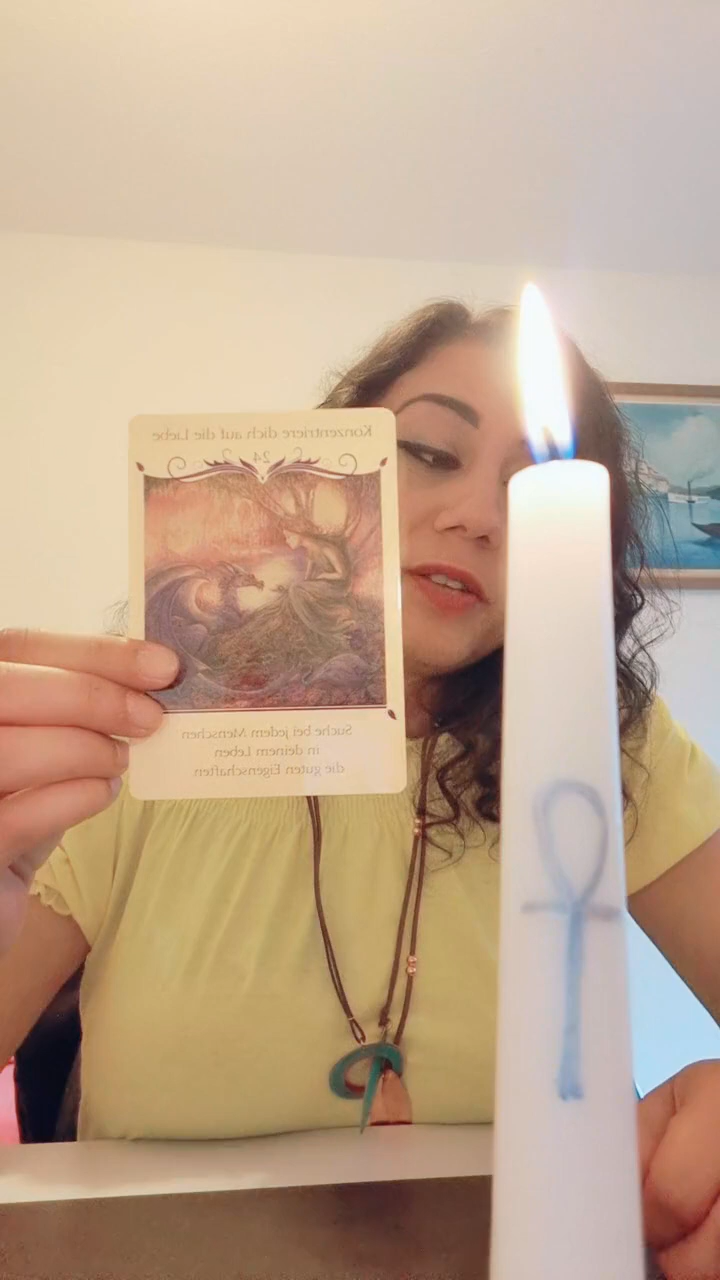 Konzentriere dich auf die Liebe
24
Suche bei jedem Menschen
in deinem Leben
die guten Eigenschaften.